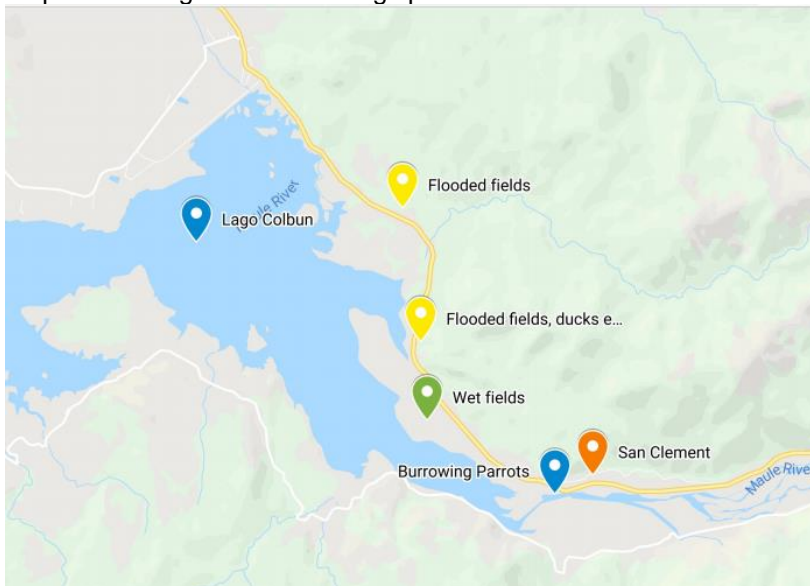 Maule River
Flooded fields
Lago Colbun
Flooded fields, ducks e...
Wet fields
San Clement
Burrowing Parrots
Maule River